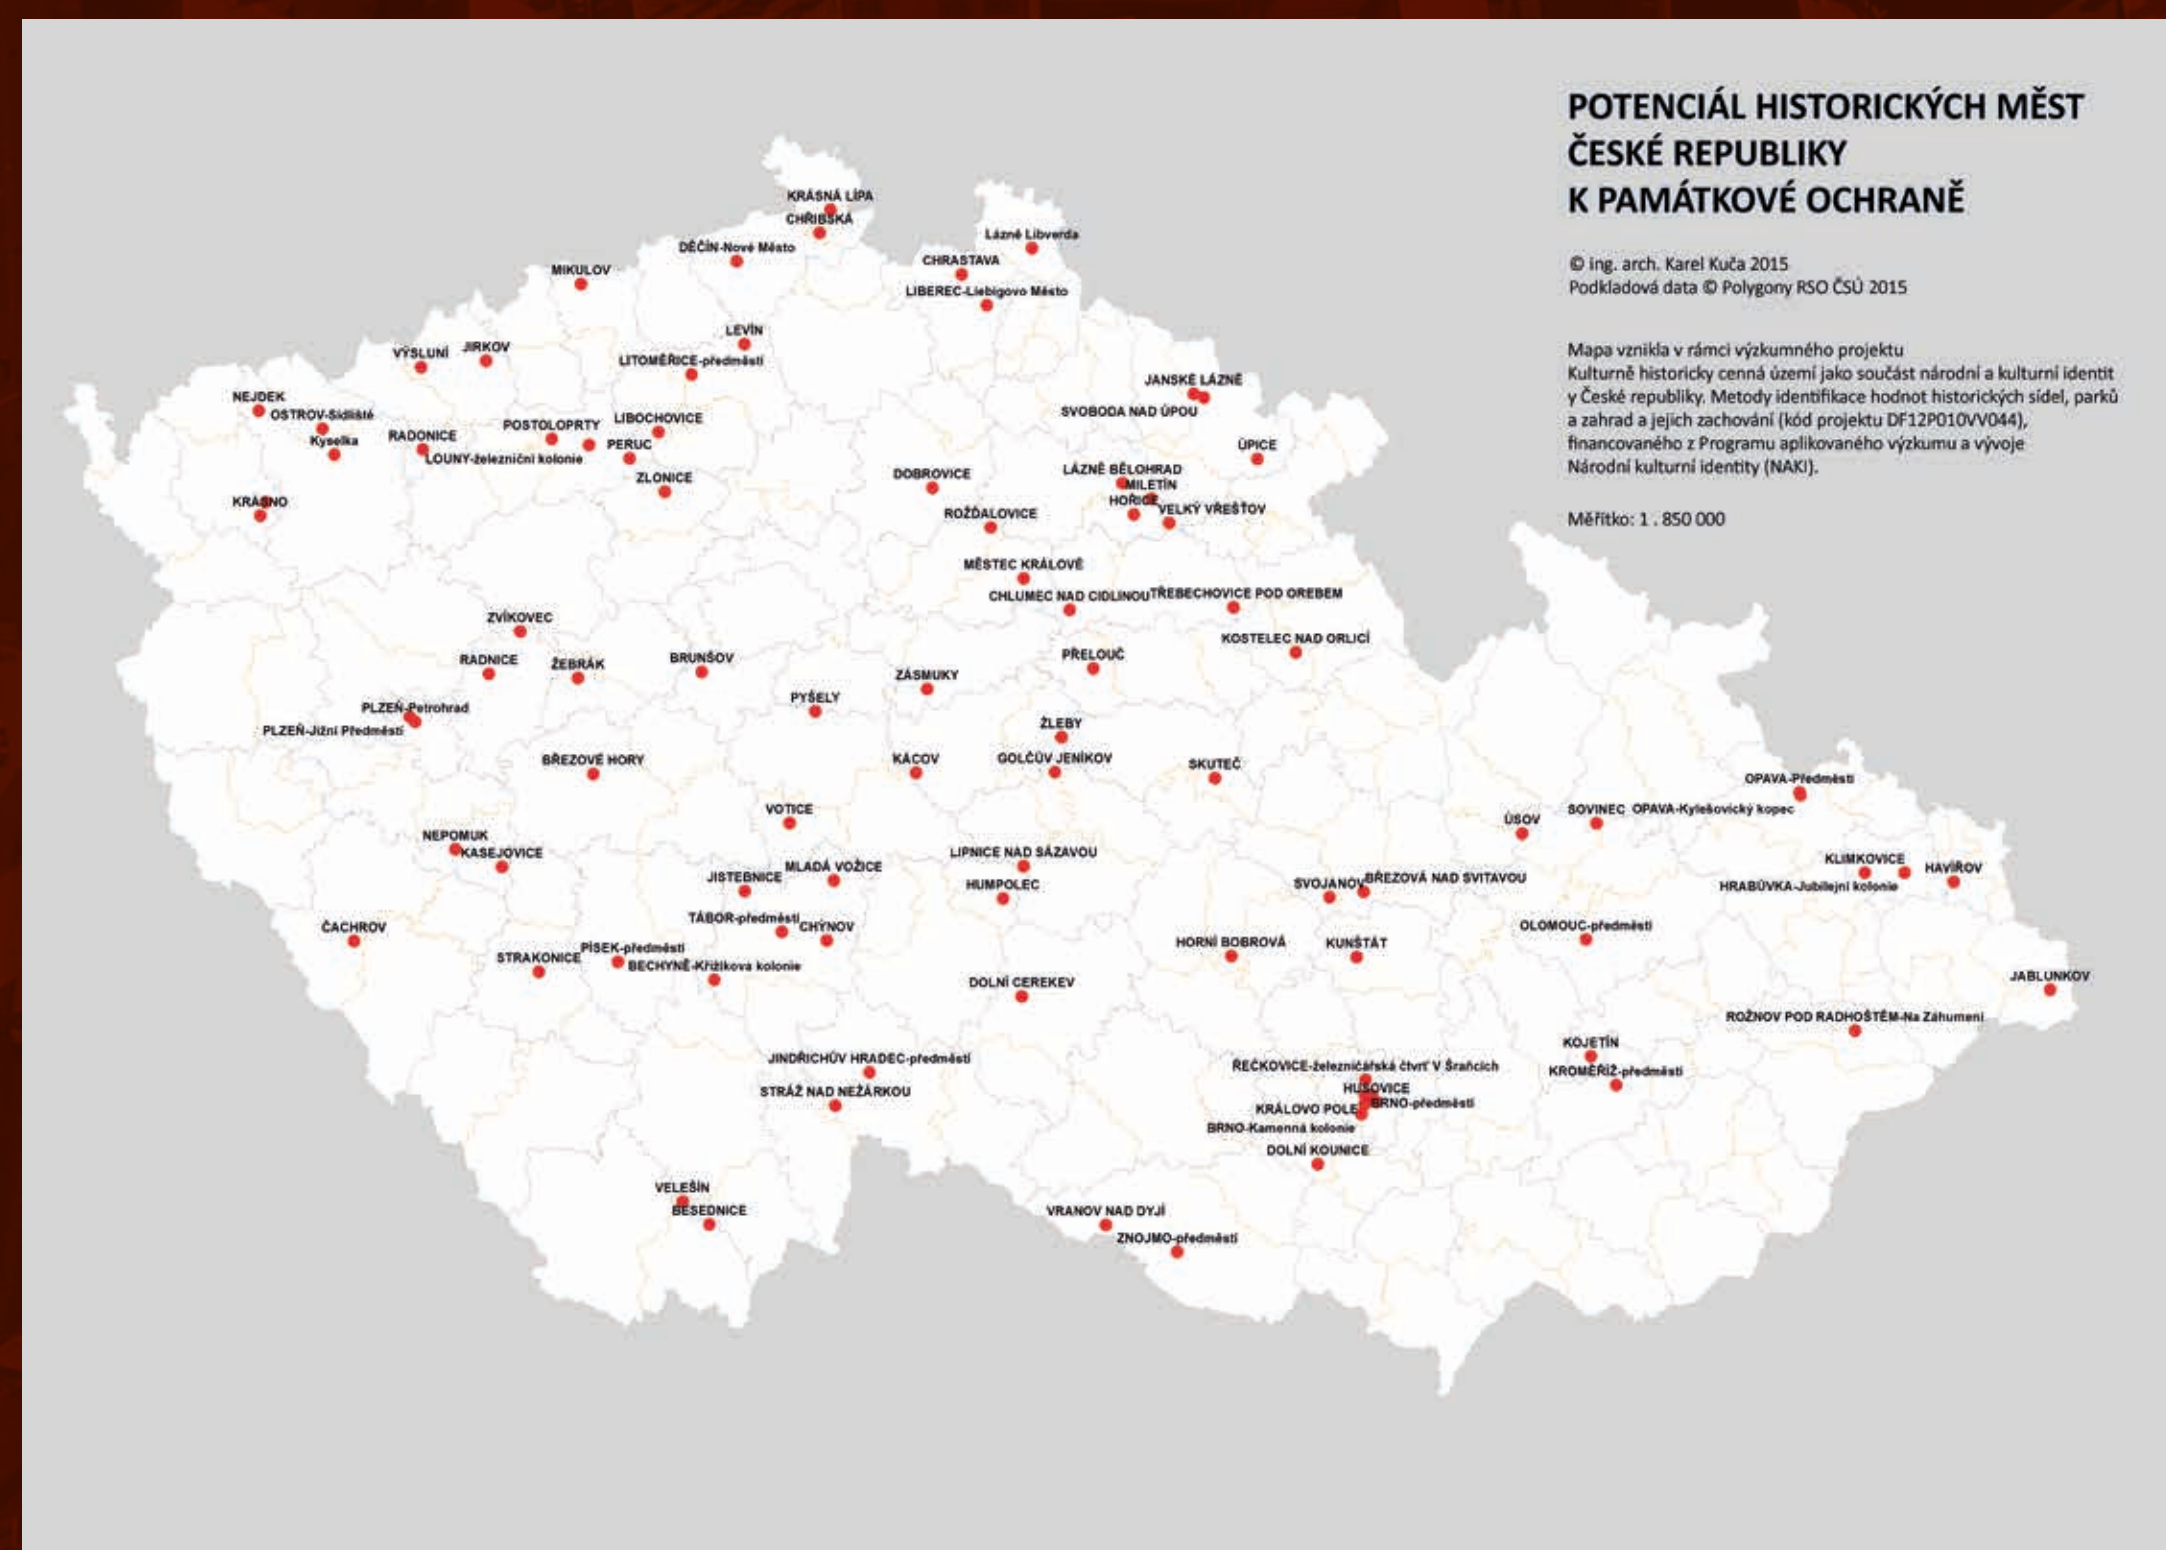 POTENCIÁL HISTORICKÝCH MĚST
ČESKÉ REPUBLIKY
K PAMÁTKOVÉ OCHRANĚ
© ing. arch. Karel Kuča 2015
Podkladová data © Polygony RSO ČSÚ 2015
Mapa vznikla v rámci výzkumného projektu
Kulturně historicky cenná území jako součást národní a kulturní identit
y České republiky. Metody identifikace hodnot historických sídel, parků
a zahrad a jejich zachování (kód projektu DF12P010VV044),
financovaného z Programu aplikovaného výzkumu a vývoje
Národní kulturní identity (NAKI).
Měřítko: 1 . 850 000
KRÁSNÁ LÍPA
CHŘIBSKÁ
Lázně Libverda
DĚČÍN-Nové Město
CHRASTAVA
MIKULOV
LIBEREC-Liebigovo Město
LEVÍN
JIRKOV
VÝSLUNÍ
LITOMĚŘICE-předměstí
JANSKÉ LÁZNĚ
NEJDEK
SVOBODA NAD ÚPOU
OSTROV-Sídliště
LIBOCHOVICE
POSTOLOPRTY
RADONICE
Kyselka
PERUC
ÚPICE
LOUNY-železniční kolonie
LÁZNĚ BĚLOHRAD
DOBROVICE
ZLONICE
MILETÍN
KRÁSNO
HOŘICE
VELKÝ VŘEŠŤOV
ROŽĎALOVICE
MĚSTEC KRÁLOVÉ
CHLUMEC NAD CIDLINOU
TŘEBECHOVICE POD OREBEM
ZVÍKOVEC
KOSTELEC NAD ORLICÍ
PŘELOUČ
BRUNŠOV
RADNICE
ŽEBRÁK
ZÁSMUKY
PYŠELY
PLZEŇ-Petrohrad
ŽLEBY
PLZEŇ-Jižní Předměstí
BŘEZOVÉ HORY
KÁCOV
GOLČŮV JENÍKOV
SKUTEČ
OPAVA-Předměstí
VOTICE
SOVINEC
OPAVA-Kylešovický kopec
ÚSOV
NEPOMUK
KASEJOVICE
LIPNICE NAD SÁZAVOU
KLIMKOVICE
MLADÁ VOŽICE
HAVÍŘOV
JISTEBNICE
BŘEZOVÁ NAD SVITAVOU
SVOJANOV
HUMPOLEC
HRABŮVKA-Jubilejní kolonie
TÁBOR-předměstí
CHÝNOV
ČACHROV
OLOMOUC-předměstí
HORNÍ BOBROVÁ
KUNŠTÁT
PÍSEK-předměstí
STRAKONICE
BECHYNĚ-Křižíkova kolonie
JABLUNKOV
DOLNÍ CEREKEV
ROŽNOV POD RADHOŠTĚM-Na Záhumení
KOJETÍN
JINDŘICHŮV HRADEC-předměstí
ŘEČKOVICE-železničářská čtvrť V Šraňcích
KROMĚŘÍŽ-předměstí
HUSOVICE
STRÁŽ NAD NEŽÁRKOU
BRNO-předměstí
KRÁLOVO POLE
BRNO-Kamenná kolonie
DOLNÍ KOUNICE
VELEŠÍN
BESEDNICE
VRANOV NAD DYJÍ
ZNOJMO-předměstí